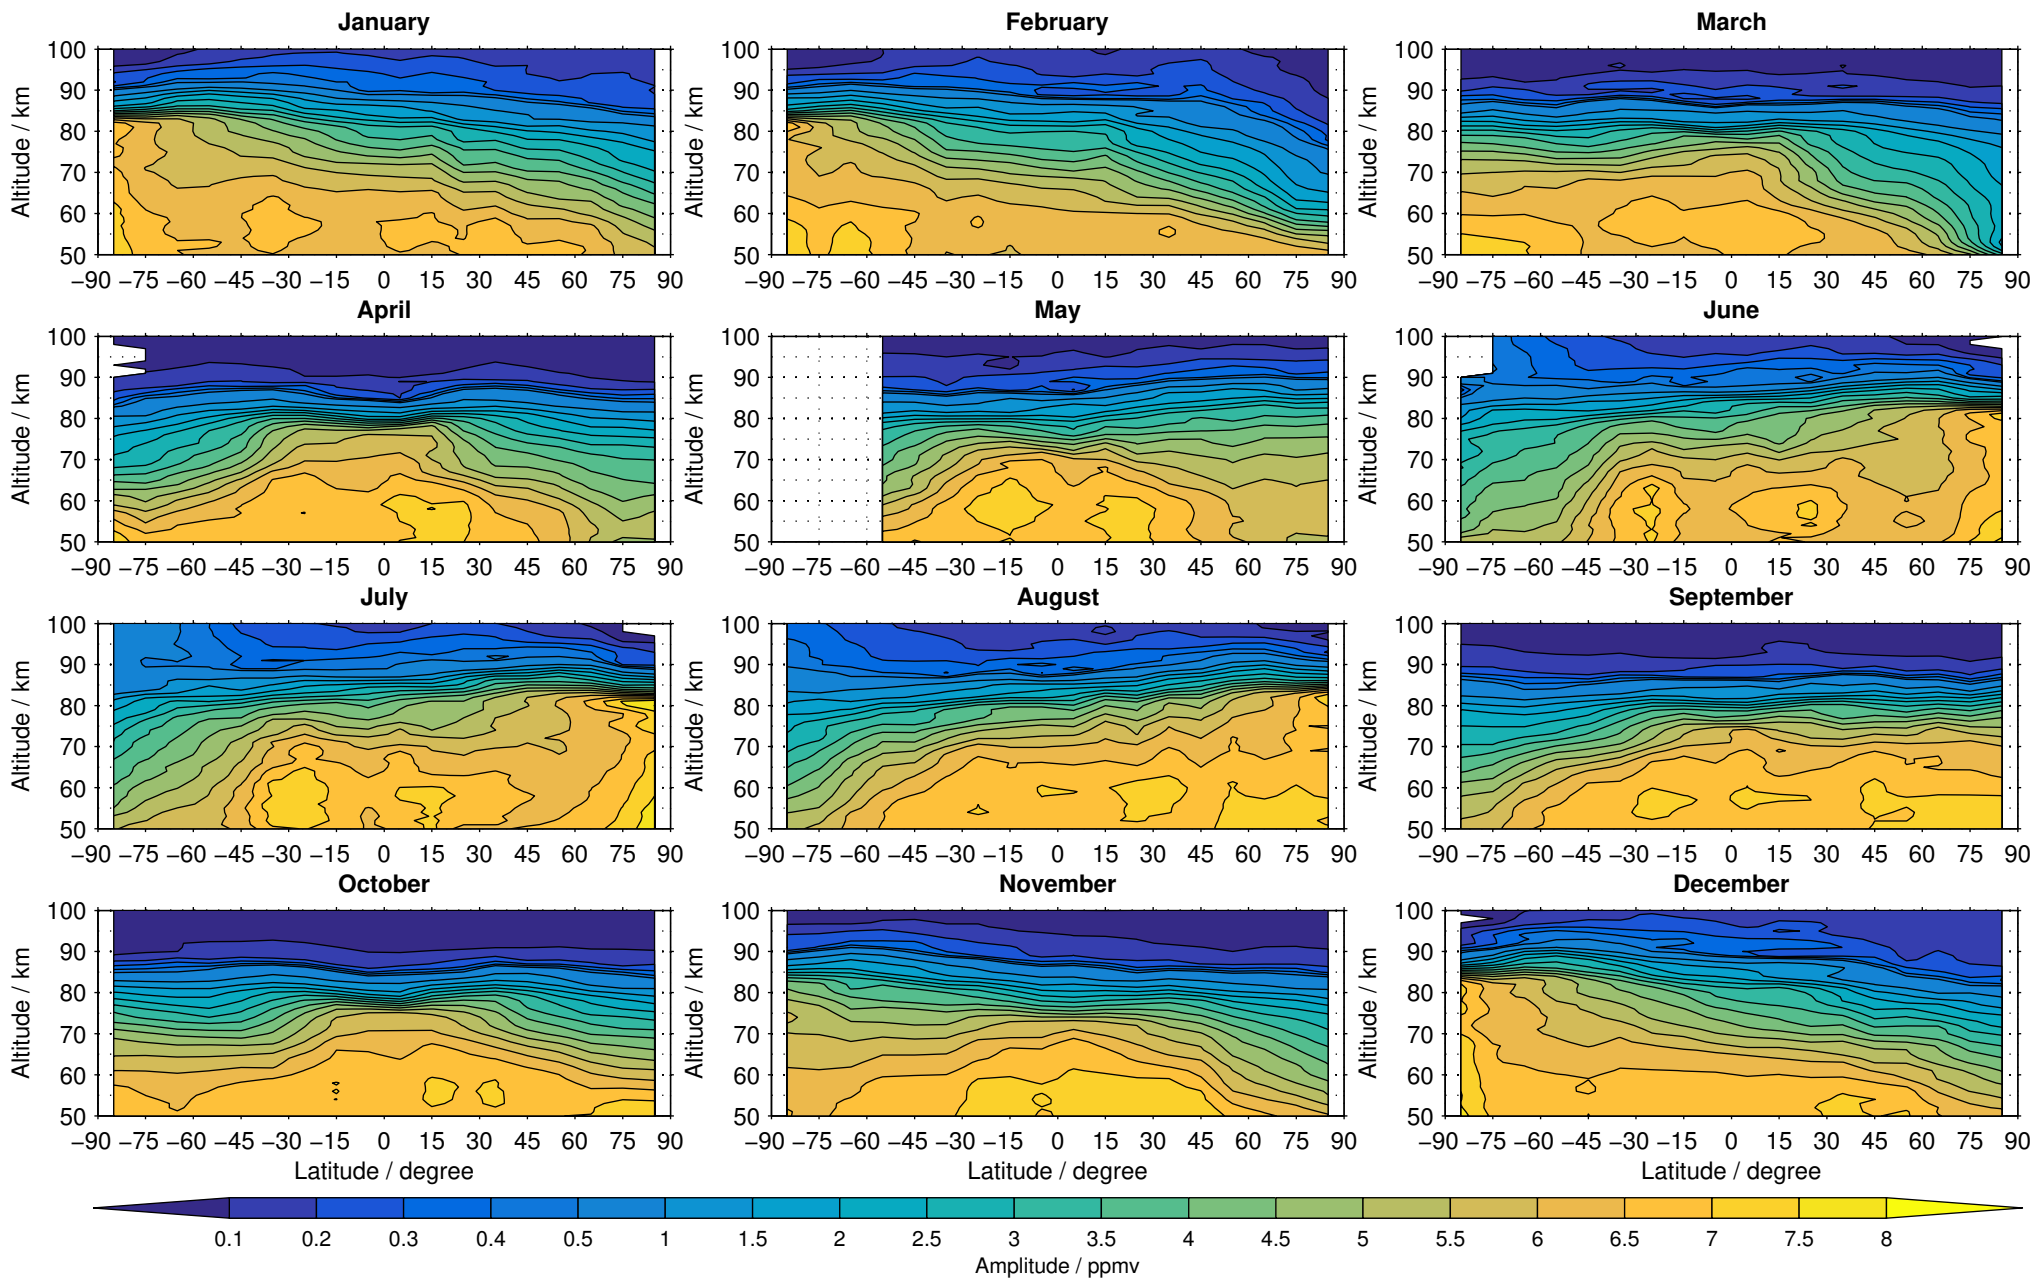 January February March
100 90 80 70 60 50 Altitude / km
100 90 80 70 60 50 Altitude / km
100 90 80 70 60 50 Altitude / km
−90 −75 −60 −45 −30 −15 0 15 30 45 60 75 90
−90 −75 −60 −45 −30 −15 0 15 30 45 60 75 90
−90 −75 −60 −45 −30 −15 0 15 30 45 60 75 90
April May June
100 90 80 70 60 50 Altitude / km
100 90 80 70 60 50 Altitude / km
100 90 80 70 60 50 Altitude / km
−90 −75 −60 −45 −30 −15 0 15 30 45 60 75 90
−90 −75 −60 −45 −30 −15 0 15 30 45 60 75 90
−90 −75 −60 −45 −30 −15 0 15 30 45 60 75 90
July August September
100 90 80 70 60 50 Altitude / km
100 90 80 70 60 50 Altitude / km
100 90 80 70 60 50 Altitude / km
−90 −75 −60 −45 −30 −15 0 15 30 45 60 75 90
−90 −75 −60 −45 −30 −15 0 15 30 45 60 75 90
−90 −75 −60 −45 −30 −15 0 15 30 45 60 75 90
October November December
100 90 80 70 60 50 Altitude / km
100 90 80 70 60 50 Altitude / km
100 90 80 70 60 50 Altitude / km
−90 −75 −60 −45 −30 −15 0 15 30 45 60 75 90
−90 −75 −60 −45 −30 −15 0 15 30 45 60 75 90
−90 −75 −60 −45 −30 −15 0 15 30 45 60 75 90
Latitude / degree Latitude / degree Latitude / degree
0.1 0.2 0.3 0.4 0.5 1 1.5 2 2.5 3 3.5 4 4.5 5 5.5 6 6.5 7 7.5 8
Amplitude / ppmv